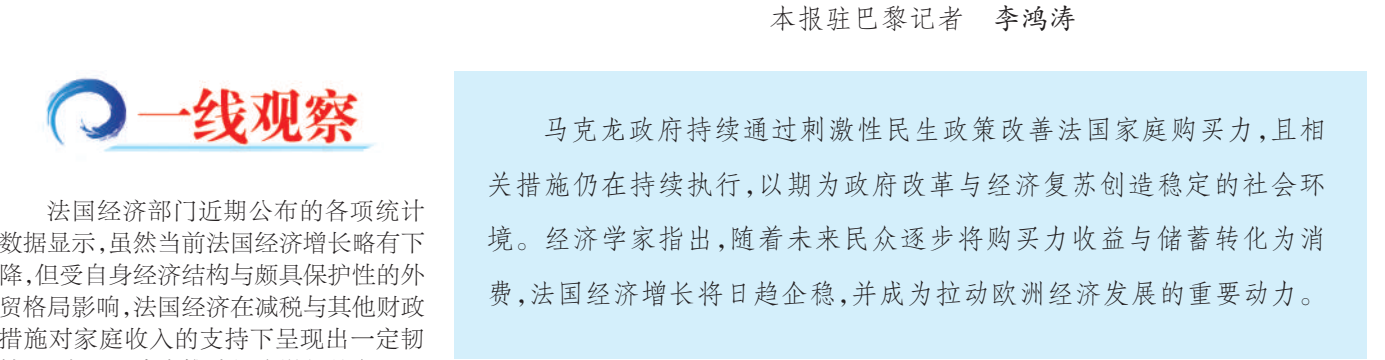 本报驻巴黎记者　李鸿涛
一线观察
马克龙政府持续通过刺激性民生政策改善法国家庭购买力,且相
关措施仍在持续执行,以期为政府改革与经济复苏创造稳定的社会环
境。经济学家指出,随着未来民众逐步将购买力收益与储蓄转化为消
费,法国经济增长将日趋企稳,并成为拉动欧洲经济发展的重要动力。
法国经济部门近期公布的各项统计
数据显示,虽然当前法国经济增长略有下
降,但受自身经济结构与颇具保护性的外
贸格局影响,法国经济在减税与其他财政
措施对家庭收入的支持下呈现出一定韧